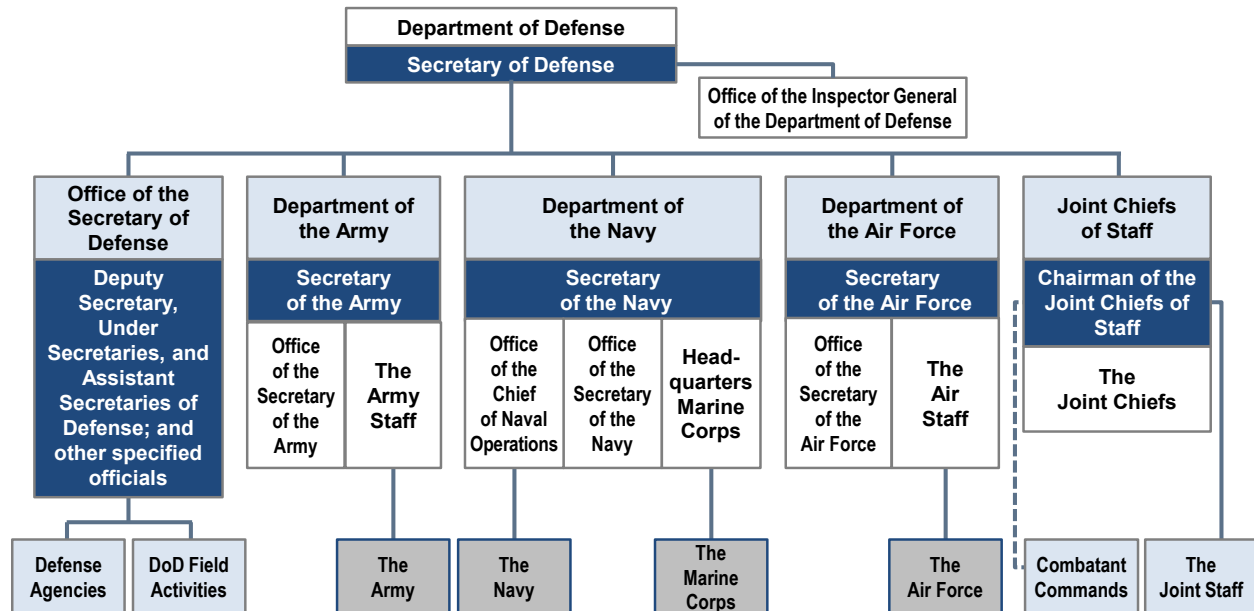 Department of Defense
Secretary of Defense
Office of the Inspector General
of the Department of Defense
Office of the
Secretary of
Defense
Deputy
Secretary,
Under
Secretaries, and
Assistant
Secretaries of
Defense; and
other specified
officials
Defense
Agencies
DoD Field
Activities
Department of
the Army
Secretary
of the Army
Office
of the
Secretary
of the
Army
The
Army
Staff
The
Army
Department of
the Navy
Secretary
of the Navy
Office
of the
Chief
of Naval
Operations
Office
of the
Secretary
of the
Navy
Head-
quarters
Marine
Corps
The
Navy
The
Marine
Corps
Department of
the Air Force
Secretary
of the Air Force
Office
of the
Secretary
of the
Air Force
The
Air
Staff
The
Air Force
Joint Chiefs
of Staff
Chairman of the
Joint Chiefs of
Staff
The
Joint Chiefs
Combatant
Commands
The
Joint Staff